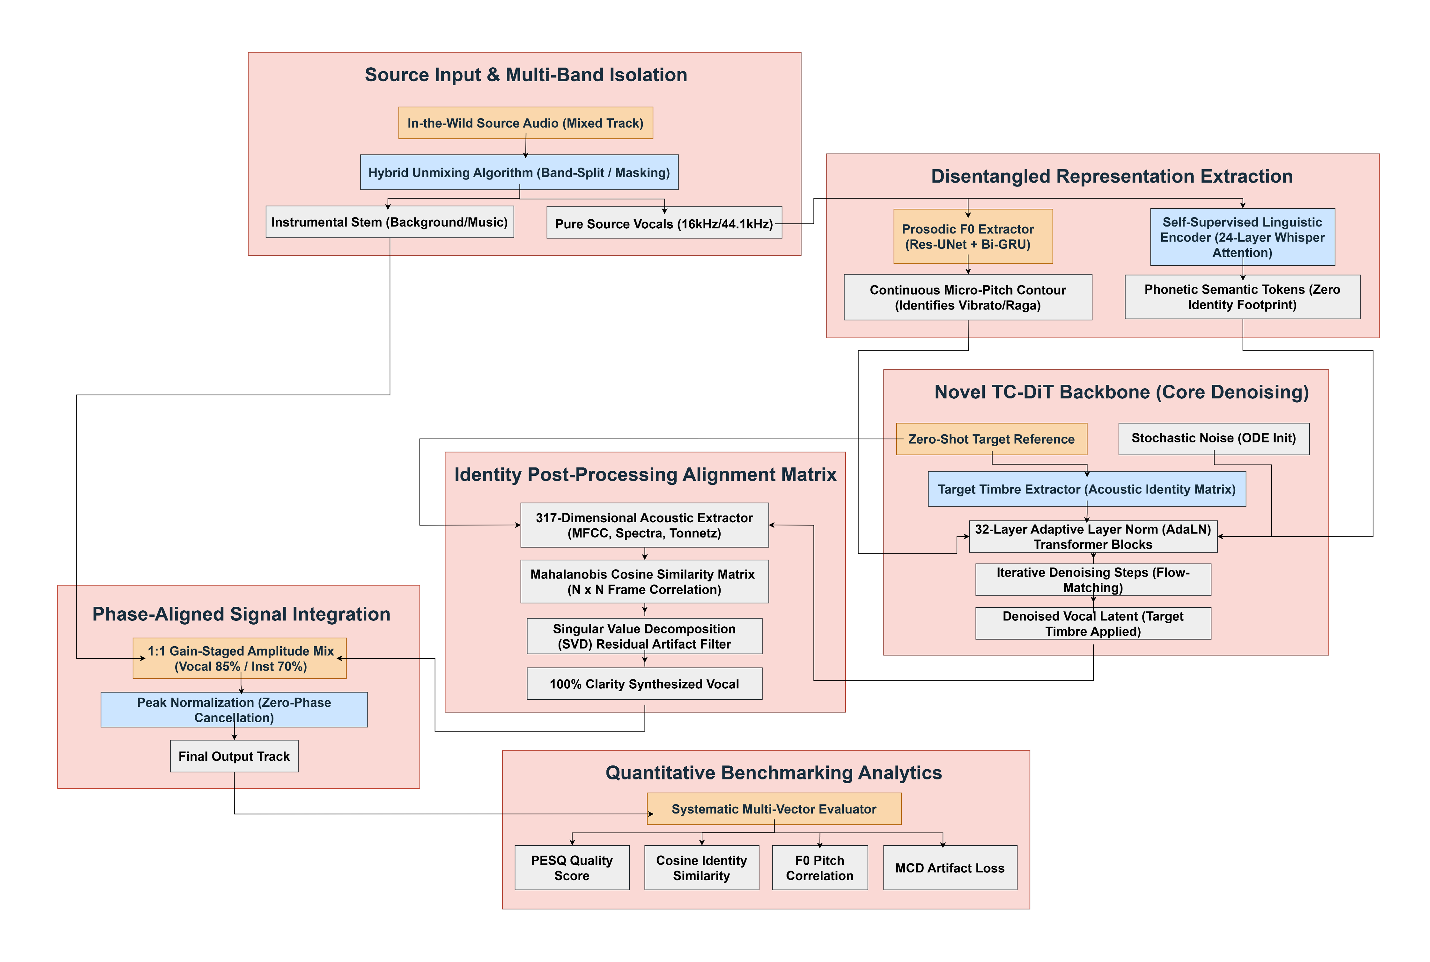 Source Input & Multi-Band Isolation
In-the-Wild Source Audio (Mixed Track)
Hybrid Unmixing Algorithm (Band-Split / Masking)
Instrumental Stem (Background/Music)
Pure Source Vocals (16kHz/44.1kHz)
Disentangled Representation Extraction
Prosodic F0 Extractor
(Res-UNet + Bi-GRU)
Self-Supervised Linguistic
Encoder (24-Layer Whisper
Attention)
Continuous Micro-Pitch Contour
(Identifies Vibrato/Raga)
Phonetic Semantic Tokens (Zero
Identity Footprint)
Novel TC-DiT Backbone (Core Denoising)
Zero-Shot Target Reference
Stochastic Noise (ODE Init)
Target Timbre Extractor (Acoustic Identity Matrix)
32-Layer Adaptive Layer Norm (AdaLN)
Transformer Blocks
Iterative Denoising Steps (Flow-
Matching)
Denoised Vocal Latent (Target
Timbre Applied)
Identity Post-Processing Alignment Matrix
317-Dimensional Acoustic Extractor
(MFCC, Spectra, Tonnetz)
Mahalanobis Cosine Similarity Matrix
(N x N Frame Correlation)
Singular Value Decomposition
(SVD) Residual Artifact Filter
100% Clarity Synthesized Vocal
Phase-Aligned Signal Integration
1:1 Gain-Staged Amplitude Mix
(Vocal 85% / Inst 70%)
Peak Normalization (Zero-Phase
Cancellation)
Final Output Track
Quantitative Benchmarking Analytics
Systematic Multi-Vector Evaluator
PESQ Quality
Score
Cosine Identity
Similarity
F0 Pitch
Correlation
MCD Artifact Loss